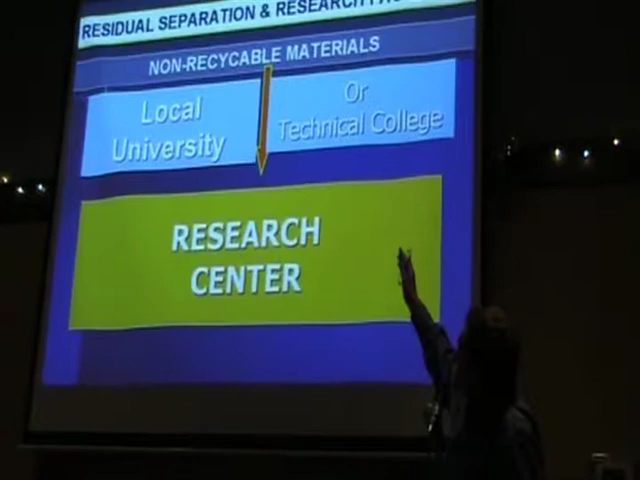 RESIDUAL SEPARATION & RESEARCH
NON-RECYCABLE MATERIALS
Local
University
Or
Technical College
RESEARCH
CENTER